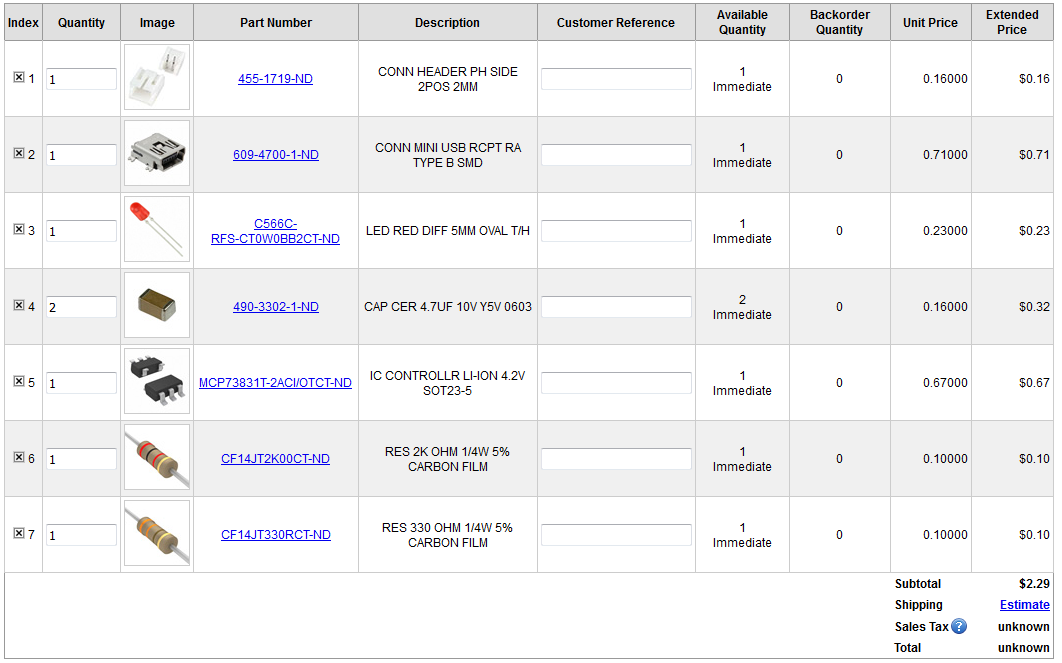 Index Quantity Image Part Number Description Customer Reference Available Quantity Backorder Quantity Unit Price Extended Price
1 1 455-1719-ND CONN HEADER PH SIDE 2POS 2MM 1 Immediate 0 0.16000 $0.16
2 1 609-4700-1-ND CONN MINI USB RCPT RA TYPE B SMD 1 Immediate 0 0.71000 $0.71
3 1 C566C-RFS-CT0W0BB2CT-ND LED RED DIFF 5MM OVAL T/H 1 Immediate 0 0.23000 $0.23
4 2 490-3302-1-ND CAP CER 4.7UF 10V Y5V 0603 2 Immediate 0 0.16000 $0.32
5 1 MCP73831T-2ACI/OTCT-ND IC CONTROLLR LI-ION 4.2V SOT23-5 1 Immediate 0 0.67000 $0.67
6 1 CF14JT2K00CT-ND RES 2K OHM 1/4W 5% CARBON FILM 1 Immediate 0 0.10000 $0.10
7 1 CF14JT330RCT-ND RES 330 OHM 1/4W 5% CARBON FILM 1 Immediate 0 0.10000 $0.10
Subtotal $2.29
Shipping Estimate
Sales Tax ? unknown
Total unknown